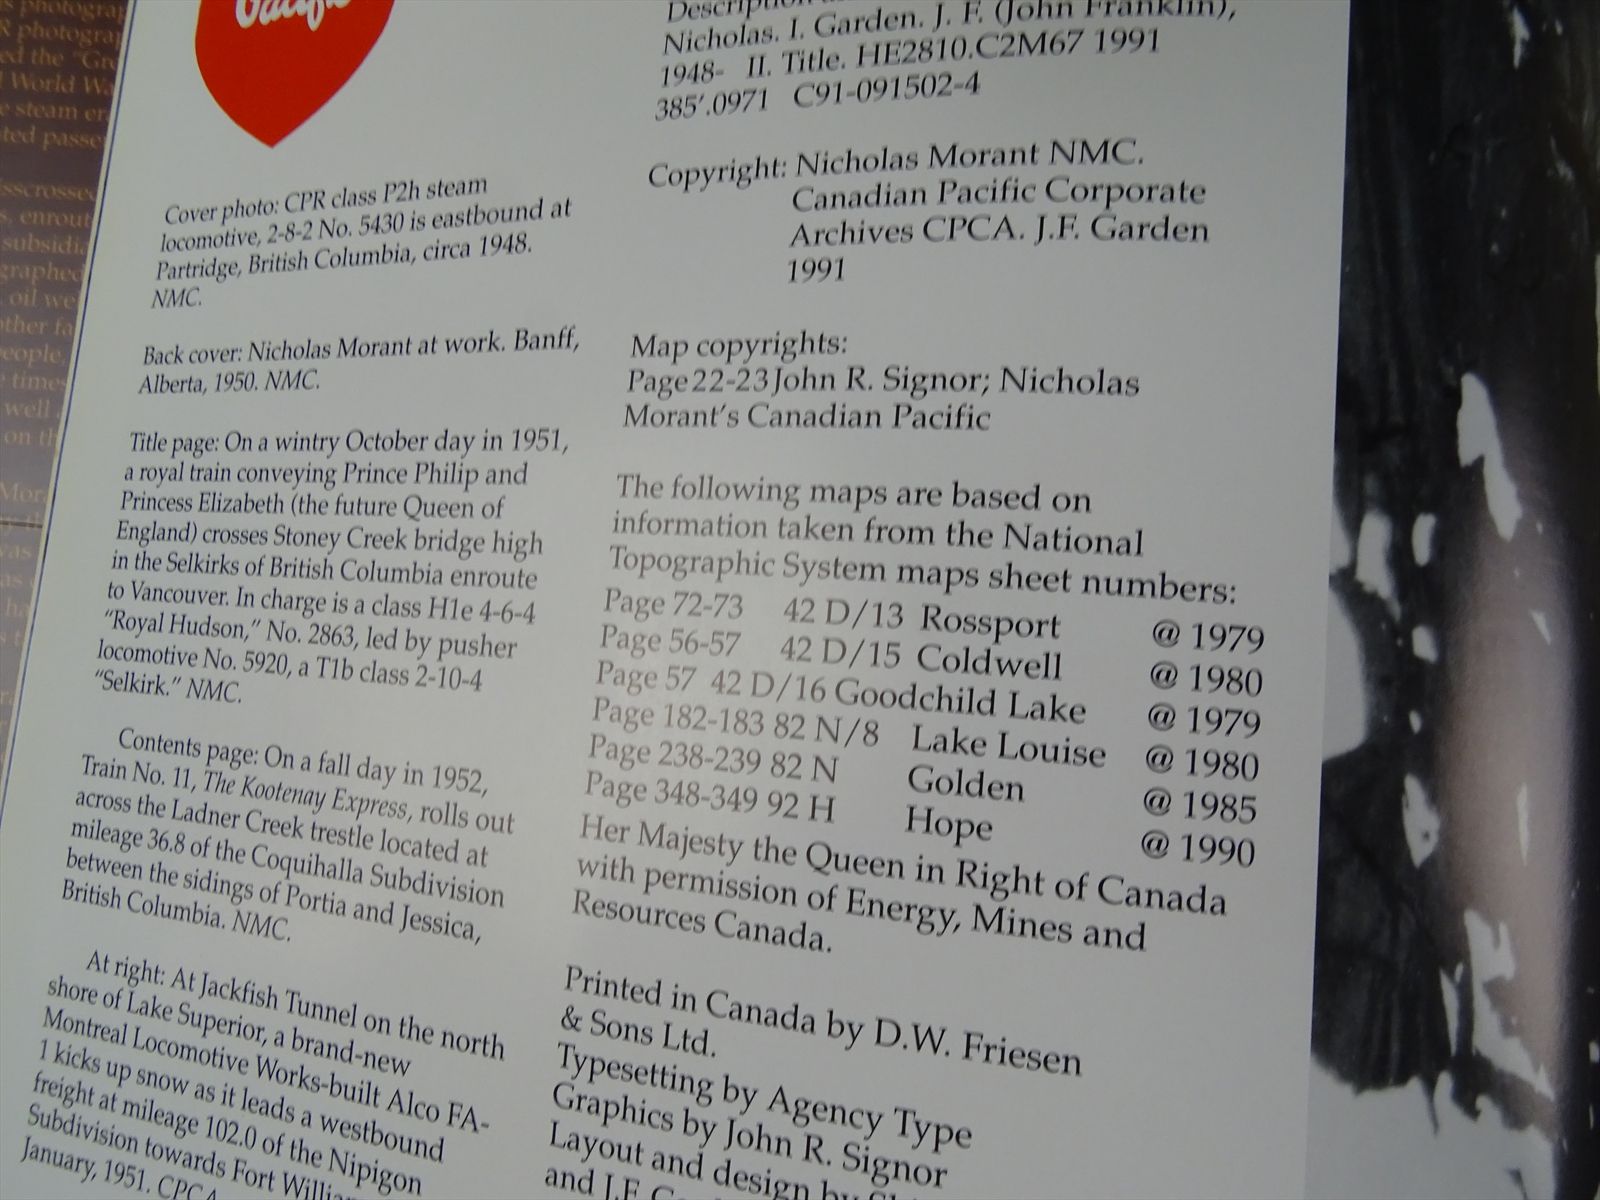 Pacific
Cover photo: CPR class P2h steam
locomotive, 2-8-2 No. 5430 is eastbound at
Partridge, British Columbia, circa 1948.
NMC.
Back cover: Nicholas Morant at work. Banff,
Alberta, 1950. NMC.
Title page: On a wintry October day in 1951,
a royal train conveying Prince Philip and
Princess Elizabeth (the future Queen of
England) crosses Stoney Creek bridge high
in the Selkirks of British Columbia enroute
to Vancouver. In charge is a class H1e 4-6-4
"Royal Hudson," No. 2863, led by pusher
locomotive No. 5920, a T1b class 2-10-4
"Selkirk." NMC.
Contents page: On a fall day in 1952,
Train No. 11, The Kootenay Express, rolls out
across the Ladner Creek trestle located at
mileage 36.8 of the Coquihalla Subdivision
between the sidings of Portia and Jessica,
British Columbia. NMC.
At right: At Jackfish Tunnel on the north
shore of Lake Superior, a brand-new
Montreal Locomotive Works-built Alco FA-
1 kicks up snow as it leads a westbound
freight at mileage 102.0 of the Nipigon
Subdivision towards Fort
January, 1951. CPCA
Description
Nicholas. I. Garden. J. F. (John Franklin),
1948- II. Title. HE2810.C2M67 1991
385'.0971 C91-091502-4
Copyright: Nicholas Morant NMC.
Canadian Pacific Corporate
Archives CPCA. J.F. Garden
1991
Map copyrights:
Page 22-23 John R. Signor; Nicholas
Morant's Canadian Pacific
The following maps are based on
information taken from the National
Topographic System maps sheet numbers:
Page 72-73 42 D/13 Rossport @ 1979
Page 56-57 42 D/15 Coldwell @ 1980
Page 57 42 D/16 Goodchild Lake @ 1979
Page 182-183 82 N/8 Lake Louise @ 1980
Page 238-239 82 N Golden @ 1985
Page 348-349 92 H Hope @ 1990
Her Majesty the Queen in Right of Canada
with permission of Energy, Mines and
Resources Canada.
Printed in Canada by D.W. Friesen
& Sons Ltd.
Typesetting by Agency Type
Graphics by John R. Signor
Layout and design by
and J.F.